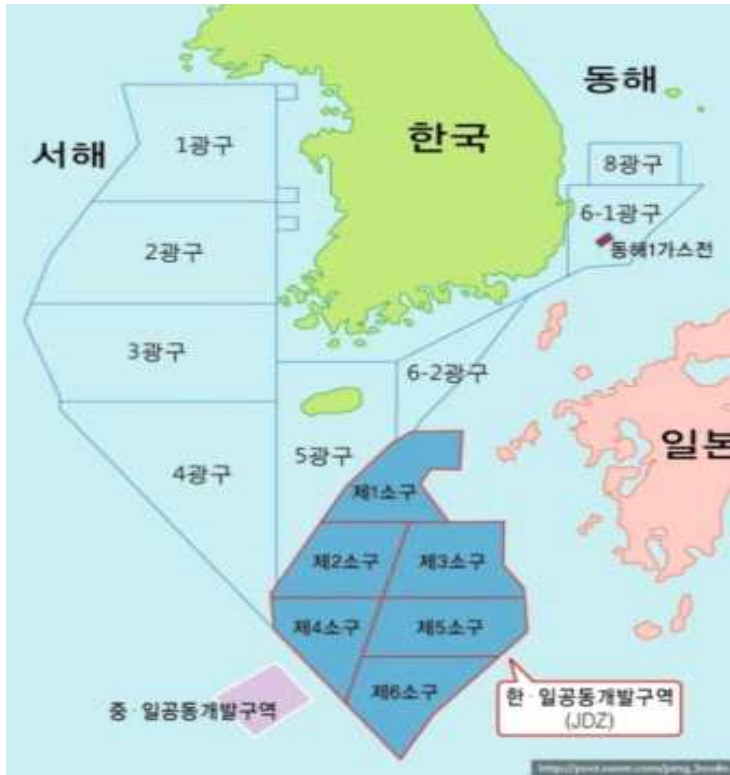 동해
서해
한국
1광구
8광구
6-1광구
동해1가스전
2광구
3광구
6-2광구
일본
5광구
4광구
제1소구
제2소구
제3소구
제4소구
제5소구
제6소구
중·일공동개발구역
한·일공동개발구역
(JDZ)